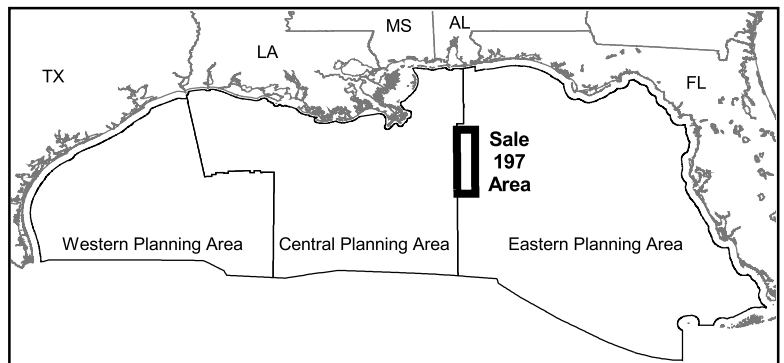 MS
AL
LA
TX
FL
Sale
197
Area
Western Planning Area
Central Planning Area
Eastern Planning Area